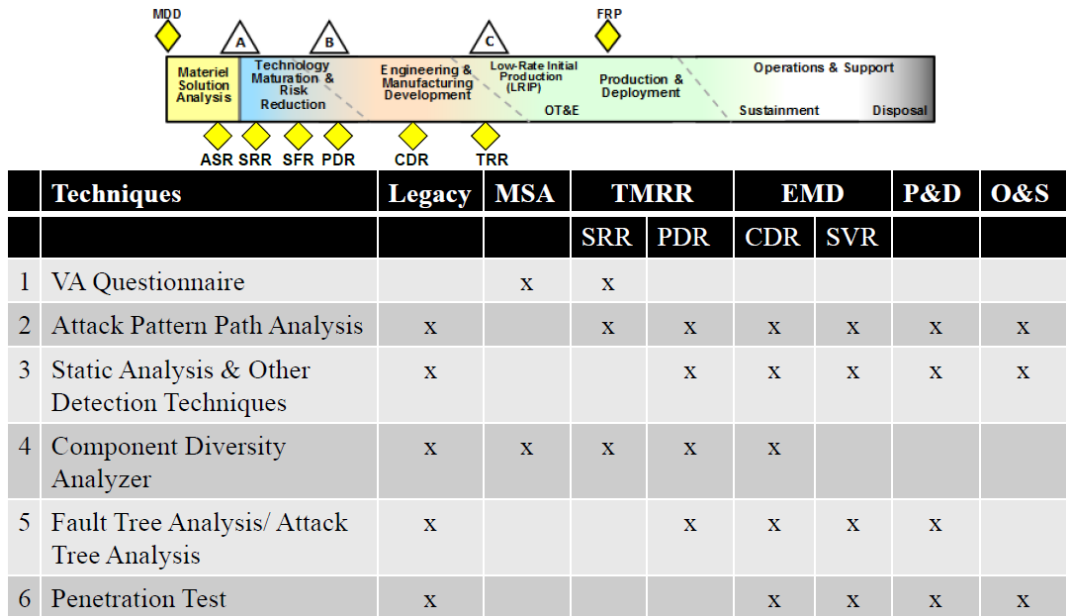 MDD
FRP
A
B
C
Materiel
Solution
Analysis
Technology
Maturation &
Risk
Reduction
Engineering &
Manufacturing
Development
Low-Rate Initial
Production
(LRIP)
OT&E
Production &
Deployment
Operations & Support
Sustainment
Disposal
ASR SRR SFR PDR CDR TRR
Techniques Legacy MSA TMRR EMD P&D O&S
SRR PDR CDR SVR
1 VA Questionnaire x x
2 Attack Pattern Path Analysis x x x x x x x
3 Static Analysis & Other
Detection Techniques x x x x x x
4 Component Diversity
Analyzer x x x x x
5 Fault Tree Analysis/ Attack
Tree Analysis x x x x x
6 Penetration Test x x x x x